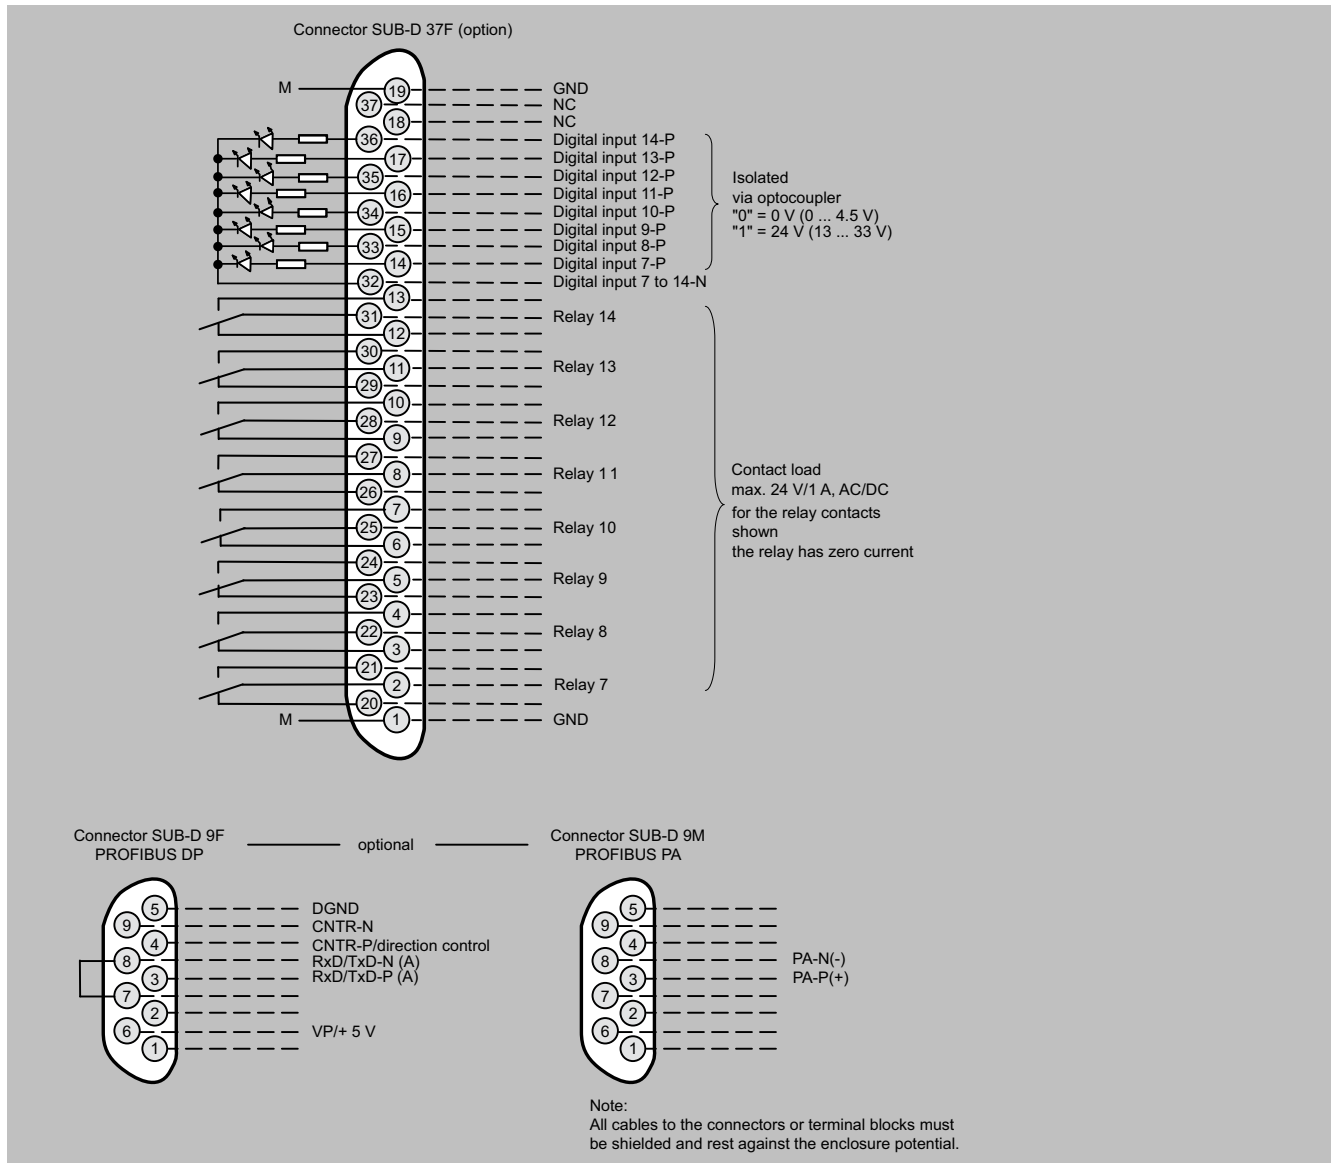 Connector SUB-D 37F (option)
M 19 GND
37 NC
18 NC
36 Digital input 14-P
17 Digital input 13-P
35 Digital input 12-P
16 Digital input 11-P
34 Digital input 10-P
15 Digital input 9-P
33 Digital input 8-P
14 Digital input 7-P
32 Digital input 7 to 14-N
Isolated
via optocoupler
"0" = 0 V (0 ... 4.5 V)
"1" = 24 V (13 ... 33 V)
13
31 Relay 14
12
30
11 Relay 13
29
10
28 Relay 12
9
27
8 Relay 11
26
7
25 Relay 10
6
24
5 Relay 9
23
4
22 Relay 8
3
21
2 Relay 7
20
M 1 GND
Contact load
max. 24 V/1 A, AC/DC
for the relay contacts
shown
the relay has zero current
Connector SUB-D 9F
PROFIBUS DP
optional
Connector SUB-D 9M
PROFIBUS PA
5 DGND
9 CNTR-N
4 CNTR-P/direction control
8 RxD/TxD-N (A)
3 RxD/TxD-P (A)
7
2
6 VP/+ 5 V
1
5
9
4
8 PA-N(-)
3 PA-P(+)
7
2
6
1
Note:
All cables to the connectors or terminal blocks must
be shielded and rest against the enclosure potential.